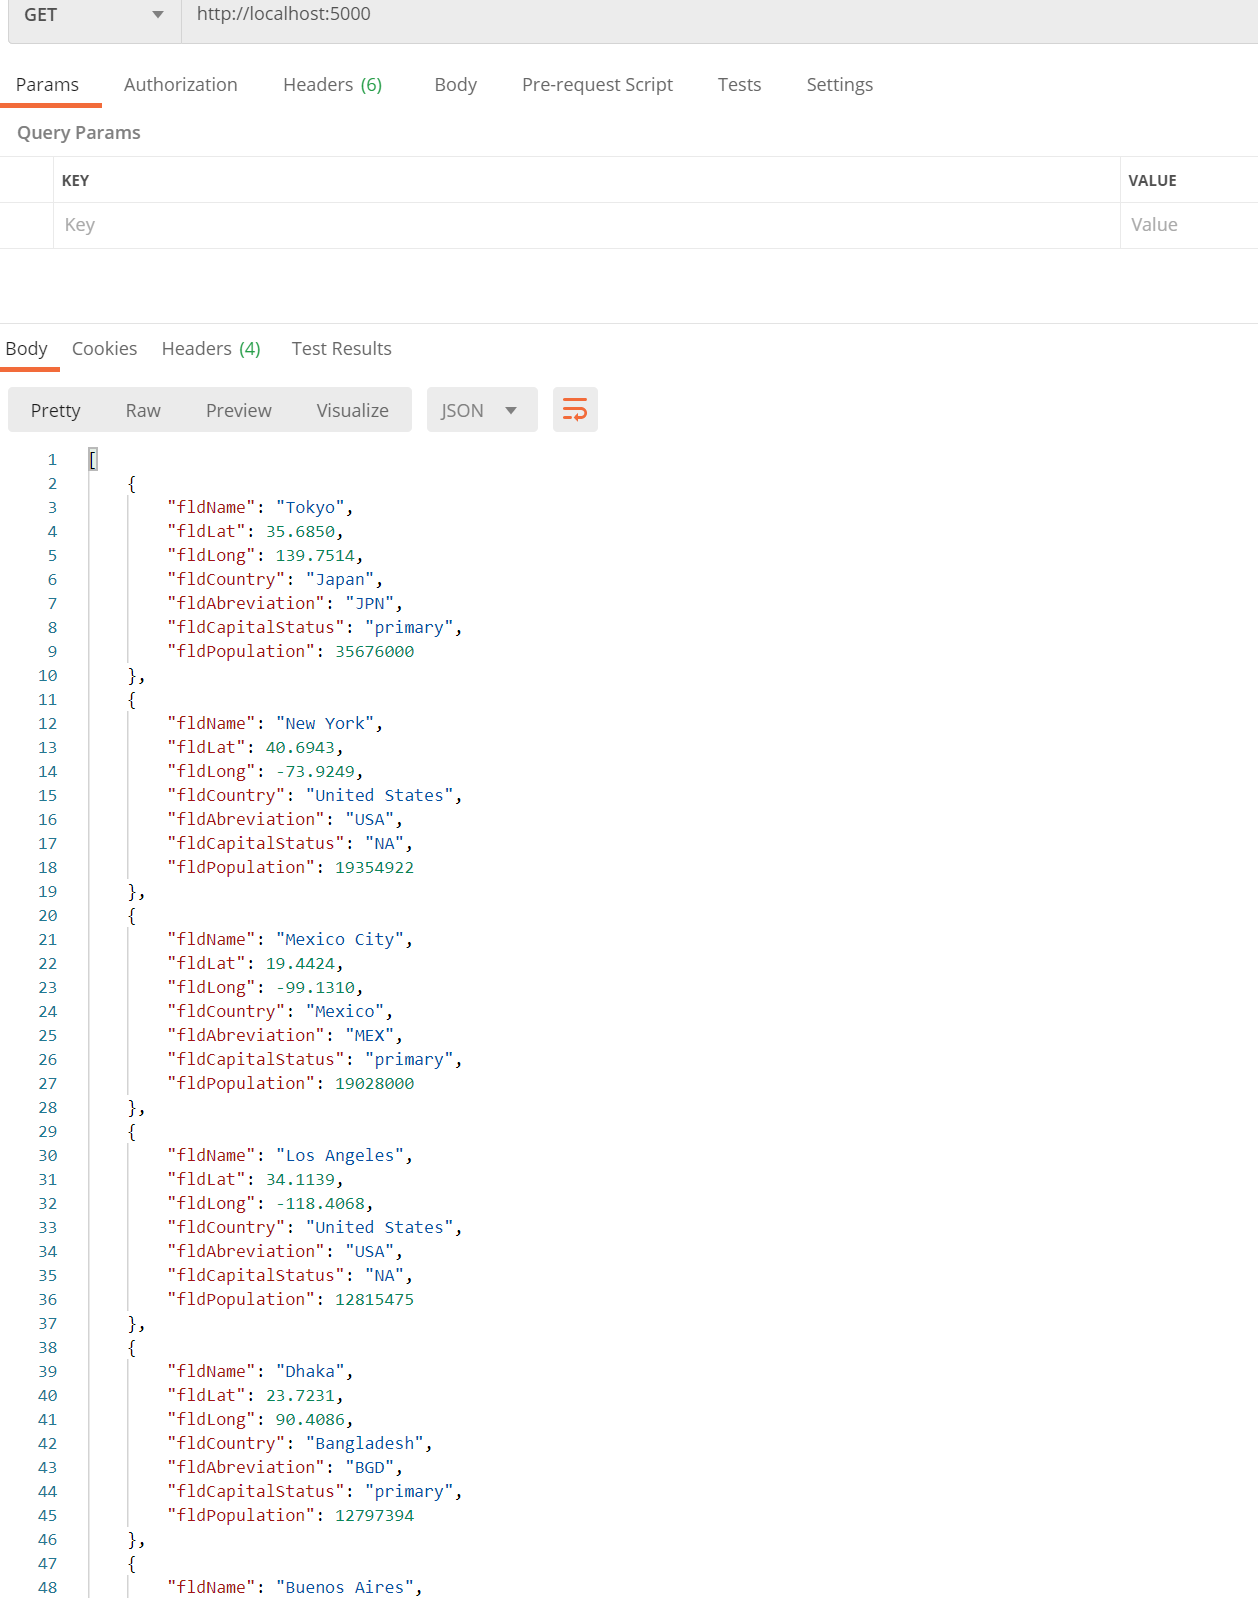 GET http://localhost:5000
Params Authorization Headers (6) Body Pre-request Script Tests Settings
Query Params
KEY VALUE
Key Value
Body Cookies Headers (4) Test Results
Pretty Raw Preview Visualize JSON
1 [
2 {
3 "fldName": "Tokyo",
4 "fldLat": 35.6850,
5 "fldLong": 139.7514,
6 "fldCountry": "Japan",
7 "fldAbreviation": "JPN",
8 "fldCapitalStatus": "primary",
9 "fldPopulation": 35676000
10 },
11 {
12 "fldName": "New York",
13 "fldLat": 40.6943,
14 "fldLong": -73.9249,
15 "fldCountry": "United States",
16 "fldAbreviation": "USA",
17 "fldCapitalStatus": "NA",
18 "fldPopulation": 19354922
19 },
20 {
21 "fldName": "Mexico City",
22 "fldLat": 19.4424,
23 "fldLong": -99.1310,
24 "fldCountry": "Mexico",
25 "fldAbreviation": "MEX",
26 "fldCapitalStatus": "primary",
27 "fldPopulation": 19028000
28 },
29 {
30 "fldName": "Los Angeles",
31 "fldLat": 34.1139,
32 "fldLong": -118.4068,
33 "fldCountry": "United States",
34 "fldAbreviation": "USA",
35 "fldCapitalStatus": "NA",
36 "fldPopulation": 12815475
37 },
38 {
39 "fldName": "Dhaka",
40 "fldLat": 23.7231,
41 "fldLong": 90.4086,
42 "fldCountry": "Bangladesh",
43 "fldAbreviation": "BGD",
44 "fldCapitalStatus": "primary",
45 "fldPopulation": 12797394
46 },
47 {
48 "fldName": "Buenos Aires",